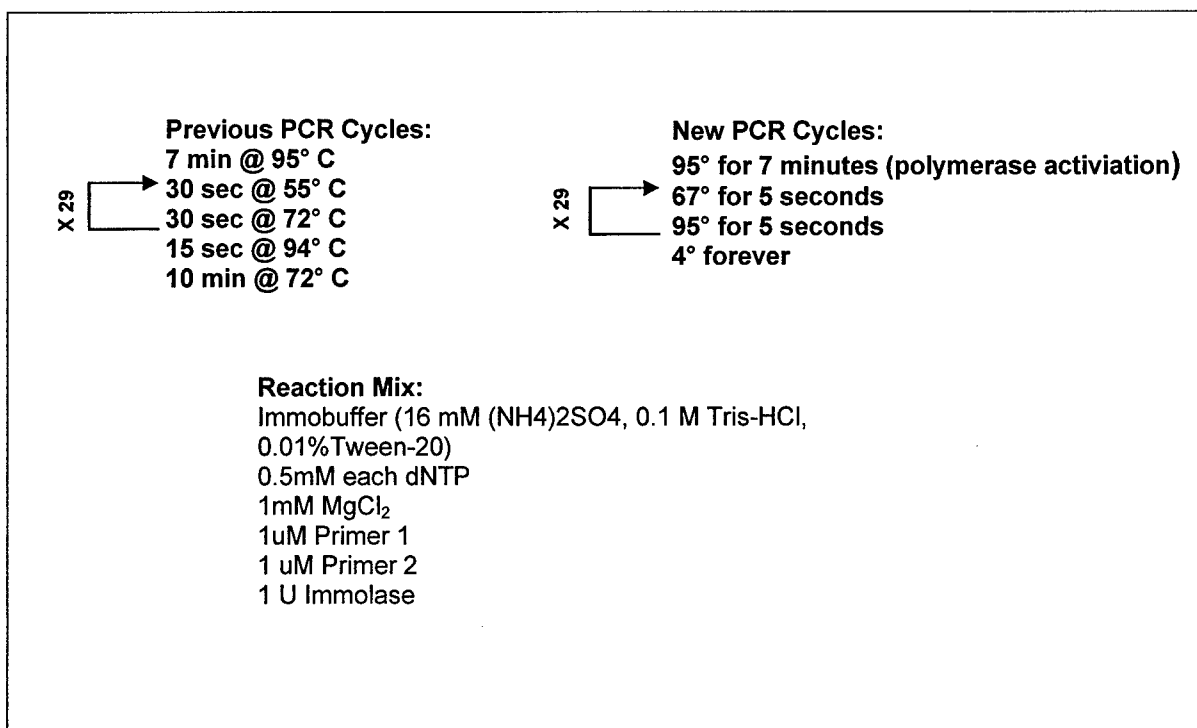 Previous PCR Cycles:
7 min @ 95° C
30 sec @ 55° C
30 sec @ 72° C
15 sec @ 94° C
10 min @ 72° C
X 29
New PCR Cycles:
95° for 7 minutes (polymerase activiation)
67° for 5 seconds
95° for 5 seconds
4° forever
X 29
Reaction Mix:
Immobuffer (16 mM (NH4)2SO4, 0.1 M Tris-HCl,
0.01%Tween-20)
0.5mM each dNTP
1mM MgCl₂
1uM Primer 1
1 uM Primer 2
1 U Immolase